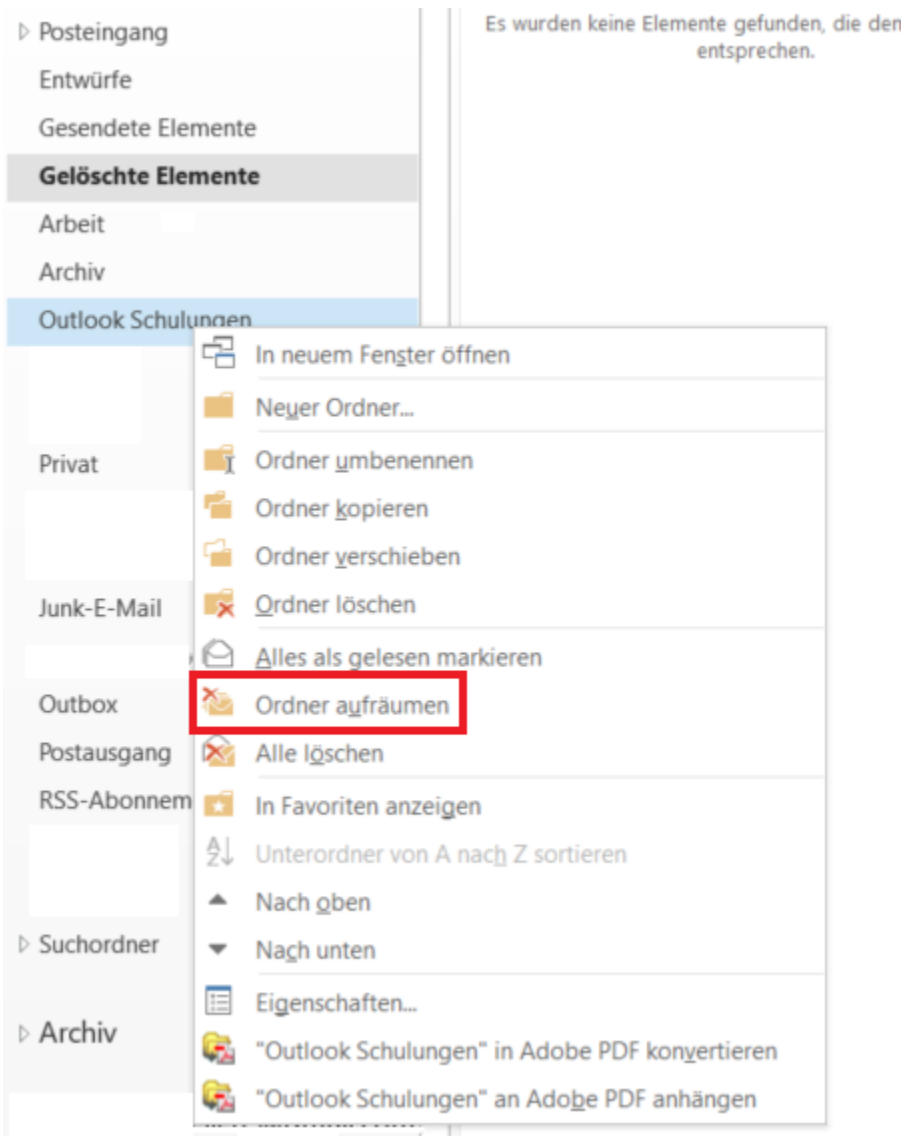 Posteingang
Entwürfe
Gesendete Elemente
Gelöschte Elemente
Arbeit
Archiv
Outlook Schulungen
Privat
Junk-E-Mail
Outbox
Postausgang
RSS-Abonnem
Suchordner
Archiv
Es wurden keine Elemente gefunden, die den
entsprechen.
In neuem Fenster öffnen
Neuer Ordner...
Ordner umbenennen
Ordner kopieren
Ordner verschieben
Ordner löschen
Alles als gelesen markieren
Ordner aufräumen
Alle löschen
In Favoriten anzeigen
Unterordner von A nach Z sortieren
Nach oben
Nach unten
Eigenschaften...
"Outlook Schulungen" in Adobe PDF konvertieren
"Outlook Schulungen" an Adobe PDF anhängen